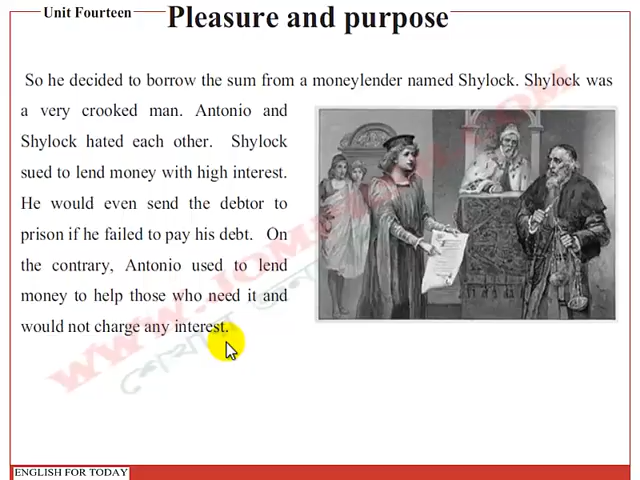 Unit Fourteen
Pleasure and purpose
So he decided to borrow the sum from a moneylender named Shylock. Shylock was
a very crooked man. Antonio and
Shylock hated each other. Shylock
sued to lend money with high interest.
He would even send the debtor to
prison if he failed to pay his debt. On
the contrary, Antonio used to lend
money to help those who need it and
would not charge any interest.
ENGLISH FOR TODAY